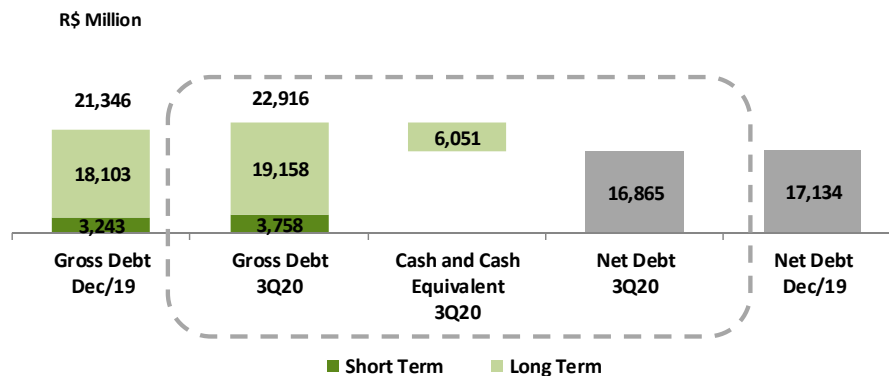 R$ Million
21,346
22,916
18,103
19,158
6,051
16,865
17,134
3,243
3,758
Gross Debt
Dec/19
Gross Debt
3Q20
Cash and Cash
Equivalent
3Q20
Net Debt
3Q20
Net Debt
Dec/19
Short Term
Long Term